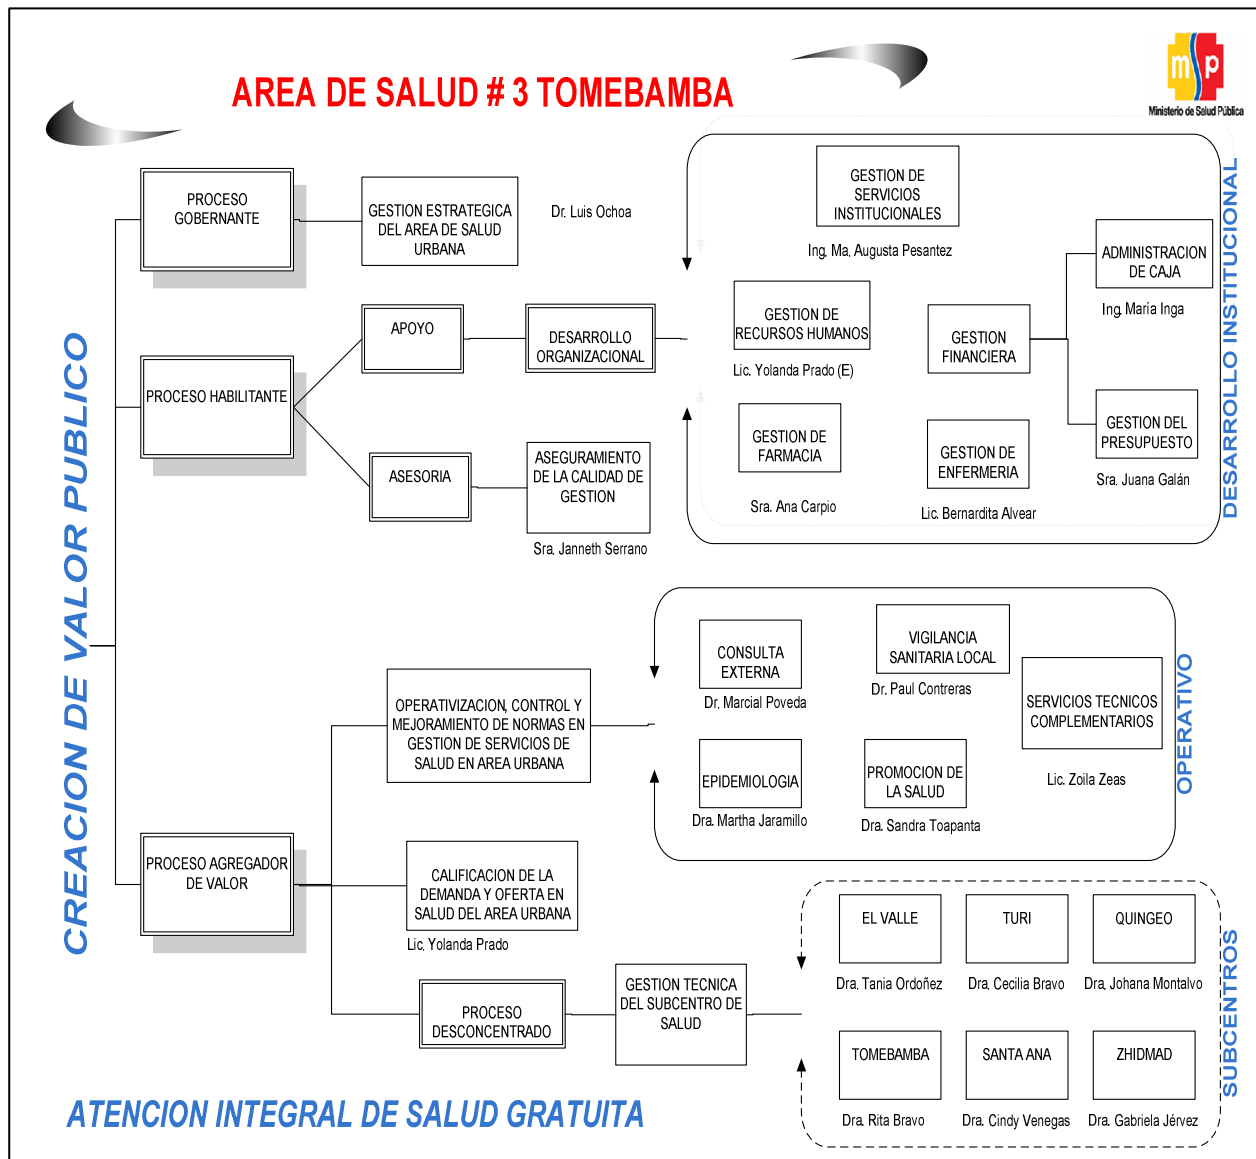 AREA DE SALUD # 3 TOMEBAMBA
msp
Ministerio de Salud Pública
CREACION DE VALOR PUBLICO
PROCESO
GOBERNANTE
GESTION ESTRATEGICA
DEL AREA DE SALUD
URBANA
Dr. Luis Ochoa
PROCESO HABILITANTE
APOYO
DESARROLLO
ORGANIZACIONAL
ASESORIA
ASEGURAMIENTO
DE LA CALIDAD DE
GESTION
Sra. Janneth Serrano
GESTION DE
SERVICIOS
INSTITUCIONALES
Ing. Ma. Augusta Pesantez
GESTION DE
RECURSOS HUMANOS
Lic. Yolanda Prado (E)
GESTION
FINANCIERA
ADMINISTRACION
DE CAJA
Ing. María Inga
GESTION DE
FARMACIA
Sra. Ana Carpio
GESTION DE
ENFERMERIA
Lic. Bernardita Alvear
GESTION DEL
PRESUPUESTO
Sra. Juana Galán
DESARROLLO INSTITUCIONAL
PROCESO AGREGADOR
DE VALOR
OPERATIVIZACION, CONTROL Y
MEJORAMIENTO DE NORMAS EN
GESTION DE SERVICIOS DE
SALUD EN AREA URBANA
CONSULTA
EXTERNA
Dr. Marcial Poveda
VIGILANCIA
SANITARIA LOCAL
Dr. Paul Contreras
SERVICIOS TECNICOS
COMPLEMENTARIOS
Lic. Zoila Zeas
EPIDEMIOLOGIA
Dra. Martha Jaramillo
PROMOCION DE
LA SALUD
Dra. Sandra Toapanta
OPERATIVO
CALIFICACION DE LA
DEMANDA Y OFERTA EN
SALUD DEL AREA URBANA
Lic. Yolanda Prado
PROCESO
DESCONCENTRADO
GESTION TECNICA
DEL SUBCENTRO DE
SALUD
EL VALLE
Dra. Tania Ordoñez
TURI
Dra. Cecilia Bravo
QUINGEO
Dra. Johana Montalvo
TOMEBAMBA
Dra. Rita Bravo
SANTA ANA
Dra. Cindy Venegas
ZHIDMAD
Dra. Gabriela Jérvez
SUBCENTROS
ATENCION INTEGRAL DE SALUD GRATUITA